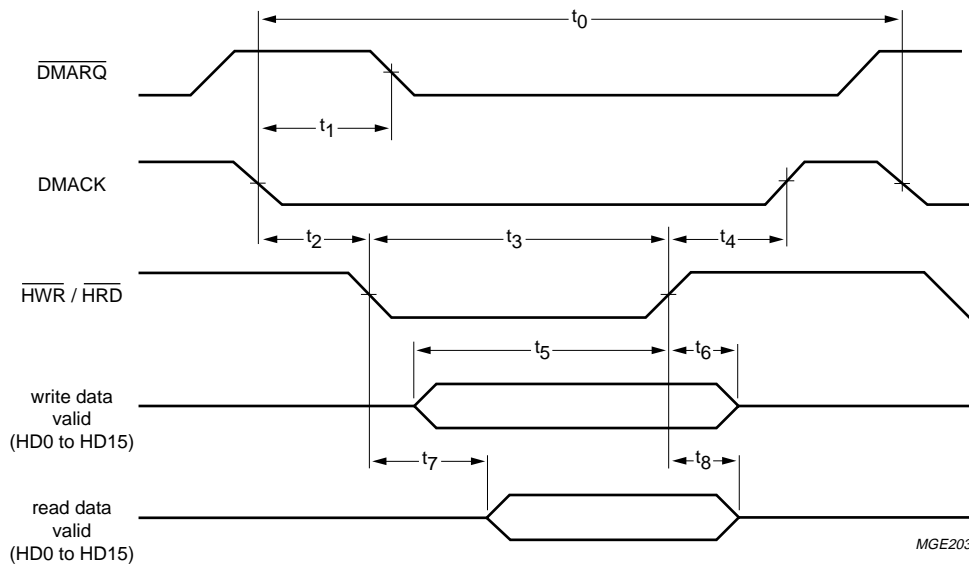 t0
DMARQ
t1
DMACK
t2
t3
t4
HWR / HRD
t5
t6
write data
valid
(HD0 to HD15)
t7
t8
read data
valid
(HD0 to HD15)
MGE203